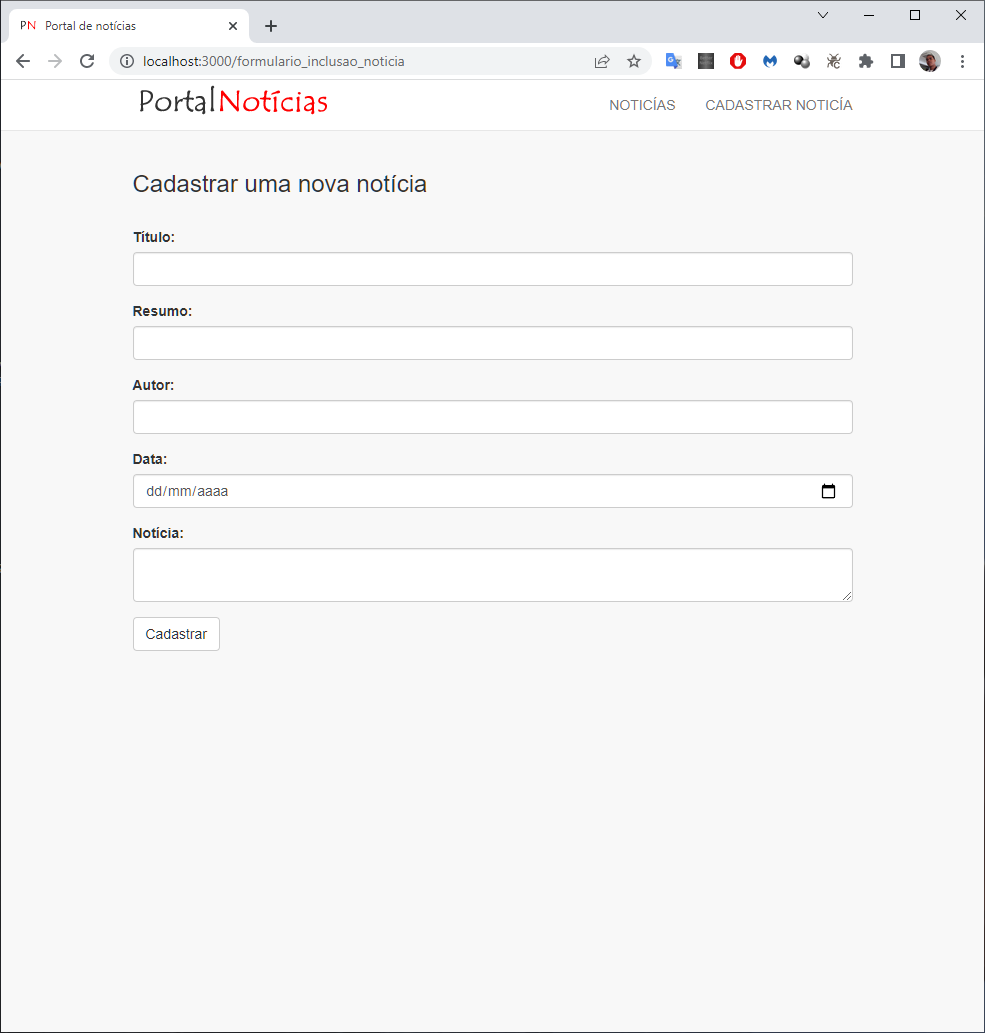 PN Portal de notícias
localhost:3000/formulario_inclusao_noticia
PortalNotícias NOTICÍAS CADASTRAR NOTICÍA
Cadastrar uma nova notícia
Título:
Resumo:
Autor:
Data:
dd/mm/aaaa
Notícia:
Cadastrar